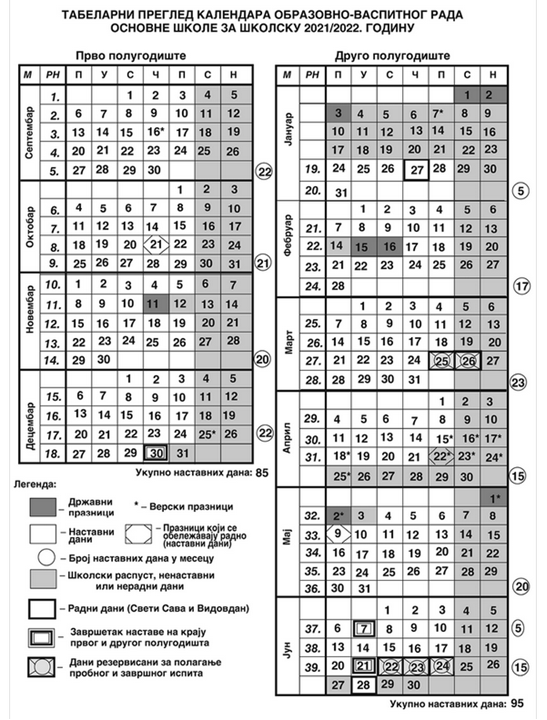 ТАБЕЛАРНИ ПРЕГЛЕД КАЛЕНДАРА ОБРАЗОВНО-ВАСПИТНОГ РАДА
ОСНОВНЕ ШКОЛЕ ЗА ШКОЛСКУ 2021/2022. ГОДИНУ
Прво полугодиште
М РН П У С Ч П С Н
Септембар
1. 1 2 3 4 5
2. 6 7 8 9 10 11 12
3. 13 14 15 16* 17 18 19
4. 20 21 22 23 24 25 26
5. 27 28 29 30
22
Октобар
1 2 3
6. 4 5 6 7 8 9 10
7. 11 12 13 14 15 16 17
8. 18 19 20 21 22 23 24
9. 25 26 27 28 29 30 31
21
Новембар
10. 1 2 3 4 5 6 7
11. 8 9 10 11 12 13 14
12. 15 16 17 18 19 20 21
13. 22 23 24 25 26 27 28
14. 29 30
20
Децембар
1 2 3 4 5
15. 6 7 8 9 10 11 12
16. 13 14 15 16 17 18 19
17. 20 21 22 23 24 25* 26
18. 27 28 29 30 31
22
Укупно наставних дана: 85
Легенда:
– Државни празници
* – Верски празници
– Наставни дани
– Празници који се обележавају радно (наставни дани)
– Број наставних дана у месецу
– Школски распуст, ненаставни или нерадни дани
– Радни дани (Свети Сава и Видовдан)
– Завршетак наставе на крају првог и другог полугодишта
– Дани резервисани за полагање пробног и завршног испита
Друго полугодиште
М РН П У С Ч П С Н
Јануар
1 2
3 4 5 6 7* 8 9
10 11 12 13 14 15 16
17 18 19 20 21 22 23
19. 24 25 26 27 28 29 30
20. 31
5
Фебруар
1 2 3 4 5 6
21. 7 8 9 10 11 12 13
22. 14 15 16 17 18 19 20
23. 21 22 23 24 25 26 27
24. 28
17
Март
1 2 3 4 5 6
25. 7 8 9 10 11 12 13
26. 14 15 16 17 18 19 20
27. 21 22 23 24 25 26 27
28. 28 29 30 31
23
Април
1 2 3
29. 4 5 6 7 8 9 10
30. 11 12 13 14 15* 16* 17*
31. 18* 19 20 21 22* 23* 24*
25* 26 27 28 29 30
15
Мај
1*
32. 2* 3 4 5 6 7 8
33. 9 10 11 12 13 14 15
34. 16 17 18 19 20 21 22
35. 23 24 25 26 27 28 29
36. 30 31
20
Јун
1 2 3 4 5
37. 6 7 8 9 10 11 12
5
38. 13 14 15 16 17 18 19
39. 20 21 22 23 24 25 26
15
27 28 29 30
Укупно наставних дана: 95